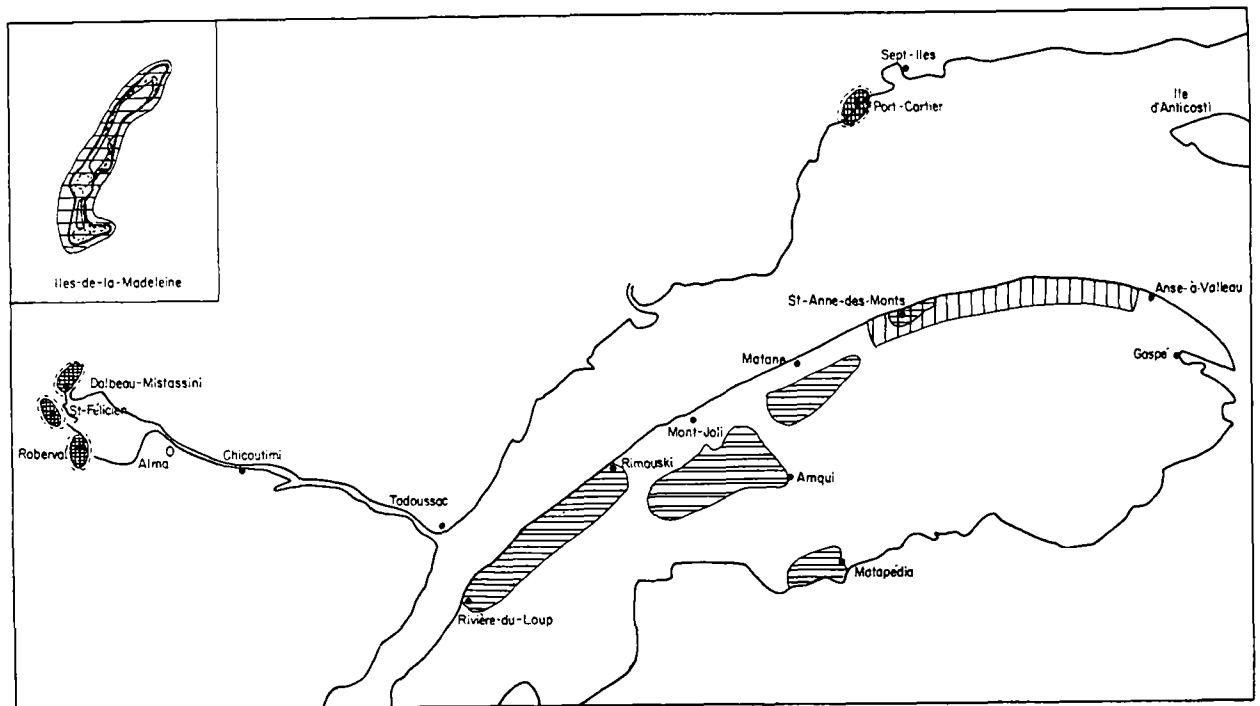 Sept-Iles
Port-Cartier
Ile
d'Anticosti
Iles-de-la-Madeleine
St-Anne-des-Monts
Anse-à-Valleau
Matane
Gaspé
Dolbeau-Mistassini
St-Félicien
Mont-Joli
Roberval
Alma
Chicoutimi
Rimouski
Amqui
Tadoussac
Matapédia
Rivière-du-Loup